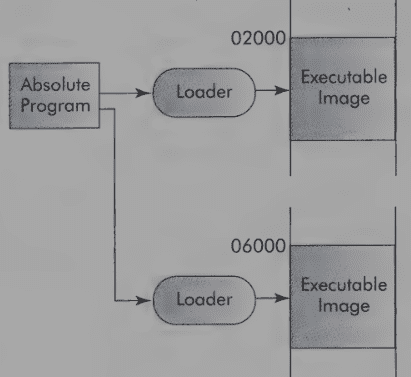 02000
Absolute
Program
Loader
Executable
Image
06000
Loader
Executable
Image